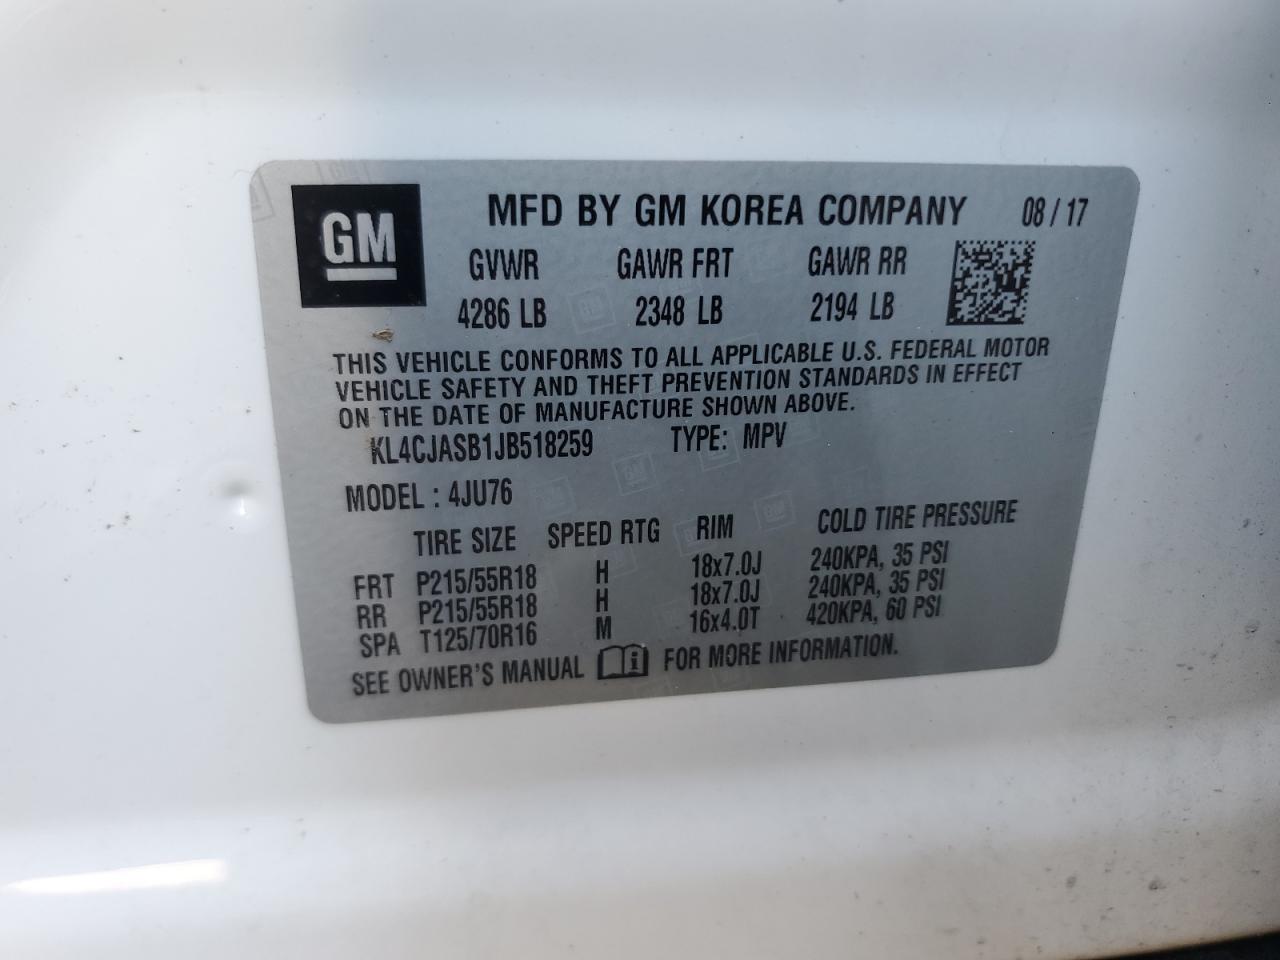 GM
MFD BY GM KOREA COMPANY 08 / 17
GVWR GAWR FRT GAWR RR
4286 LB 2348 LB 2194 LB
THIS VEHICLE CONFORMS TO ALL APPLICABLE U.S. FEDERAL MOTOR
VEHICLE SAFETY AND THEFT PREVENTION STANDARDS IN EFFECT
ON THE DATE OF MANUFACTURE SHOWN ABOVE.
KL4CJASB1JB518259 TYPE: MPV
MODEL : 4JU76
TIRE SIZE SPEED RTG RIM COLD TIRE PRESSURE
FRT P215/55R18 H 18x7.0J 240KPA, 35 PSI
RR P215/55R18 H 18x7.0J 240KPA, 35 PSI
SPA T125/70R16 M 16x4.0T 420KPA, 60 PSI
SEE OWNER'S MANUAL FOR MORE INFORMATION.